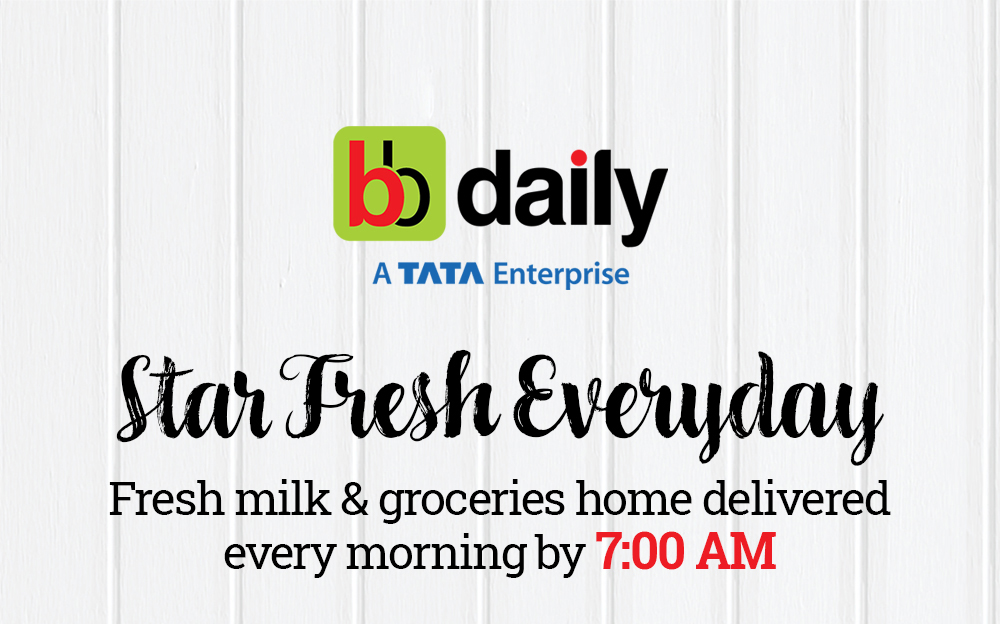 bb daily
A TATA Enterprise
Star Fresh Everyday
Fresh milk & groceries home delivered
every morning by 7:00 AM